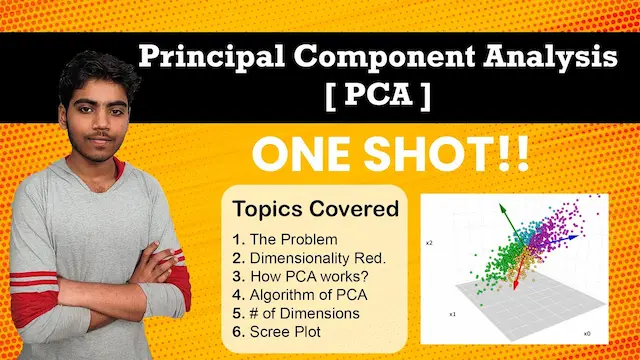 Principal Component Analysis
[ PCA ]
ONE SHOT!!
Topics Covered
1. The Problem
2. Dimensionality Red.
3. How PCA works?
4. Algorithm of PCA
5. # of Dimensions
6. Scree Plot
x2
x1
x0